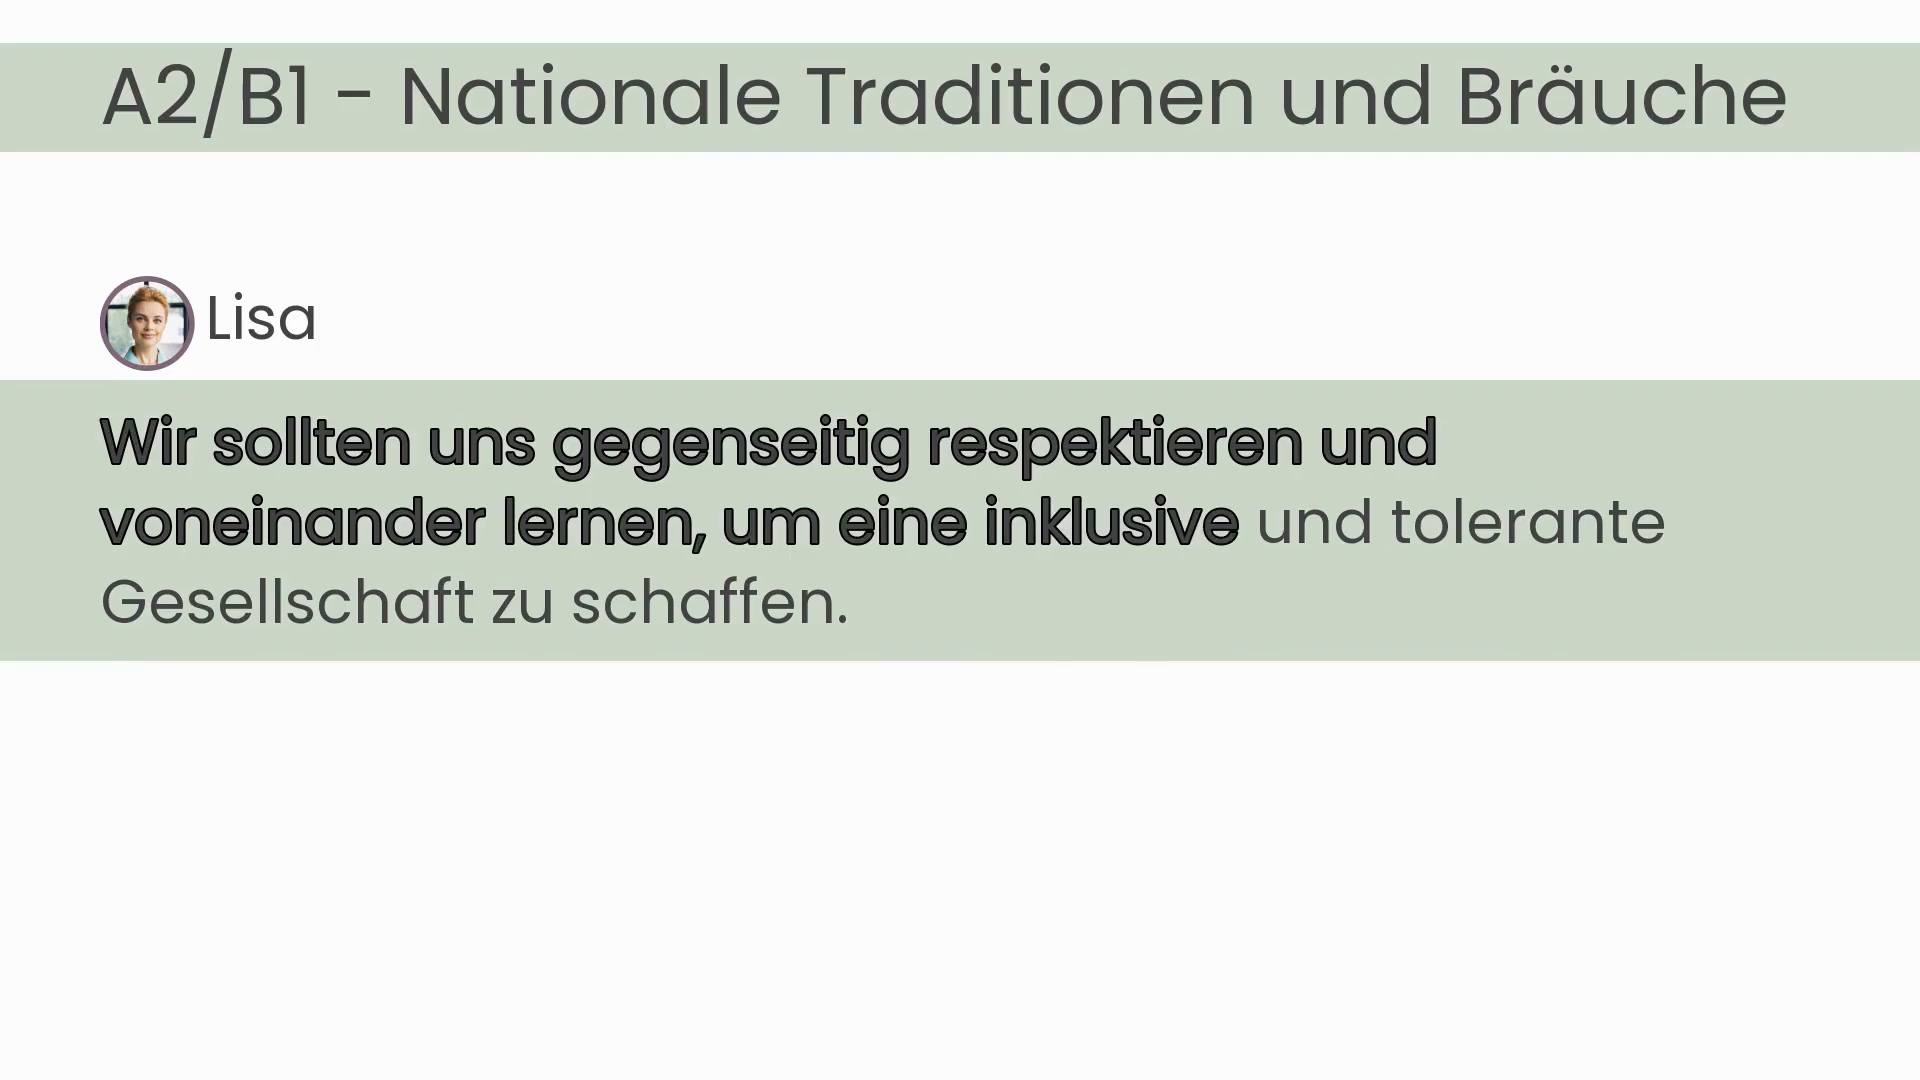 A2/B1 - Nationale Traditionen und Bräuche
Lisa
Wir sollten uns gegenseitig respektieren und
voneinander lernen, um eine inklusive und tolerante
Gesellschaft zu schaffen.